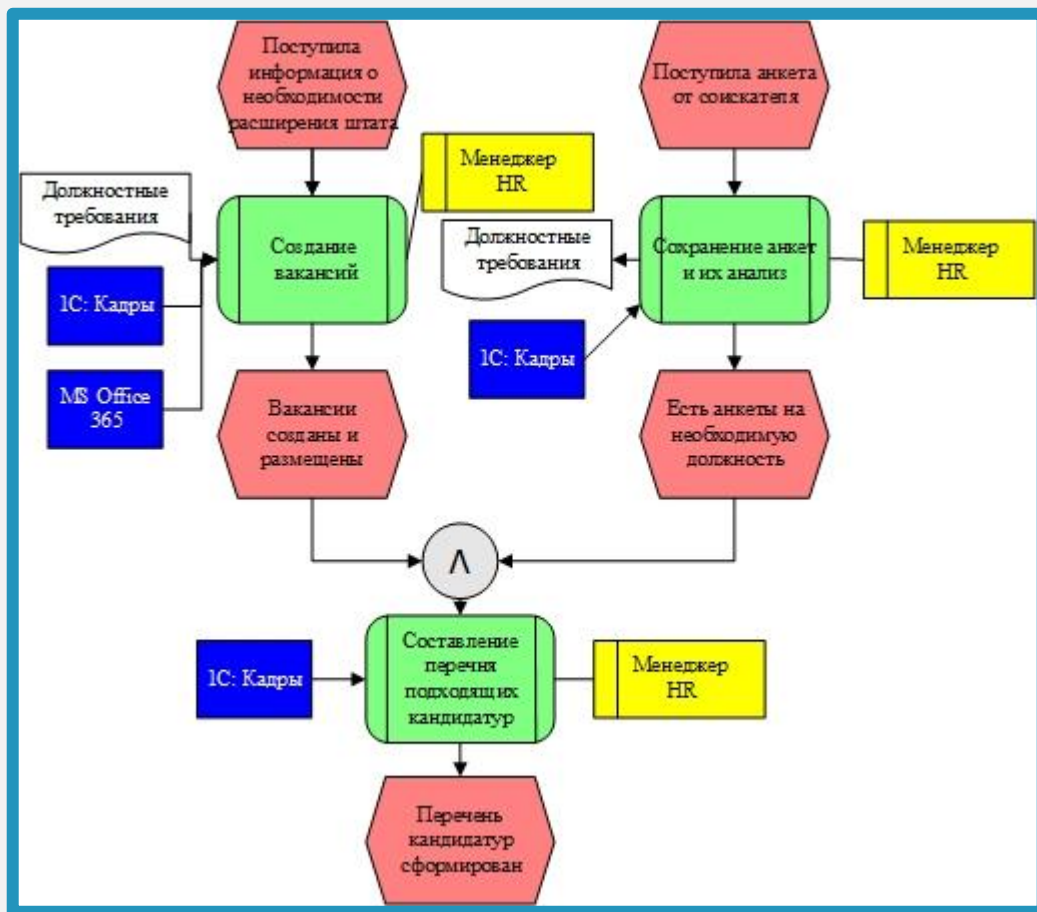 Поступила
информация о
необходимости
расширения штата
Поступила анкета
от соискателя
Должностные
требования
Создание
вакансий
Менеджер
HR
Должностные
требования
Сохранение анкет
и их анализ
Менеджер
HR
1С: Кадры
MS Office
365
1С: Кадры
Вакансии
созданы и
размещены
Есть анкеты на
необходимую
должность
Λ
1С: Кадры
Составление
перечня
подходящих
кандидатур
Менеджер
HR
Перечень
кандидатур
сформирован